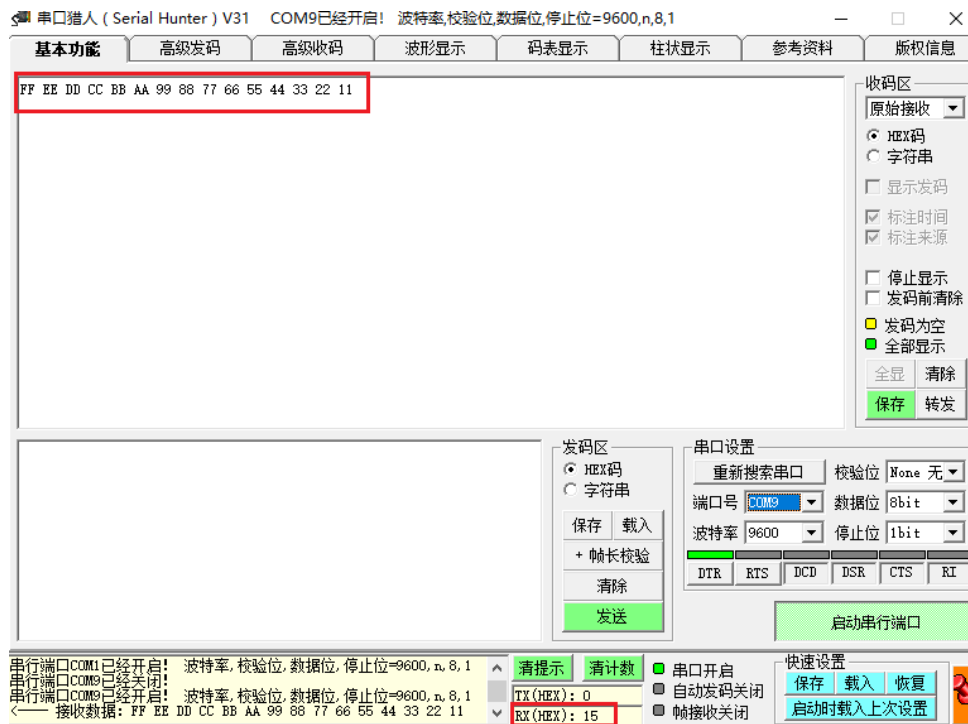 串口猎人 ( Serial Hunter ) V31 COM9已经开启! 波特率,校验位,数据位,停止位=9600,n,8,1
基本功能 高级发码 高级收码 波形显示 码表显示 柱状显示 参考资料 版权信息
FF EE DD CC BB AA 99 88 77 66 55 44 33 22 11
收码区
原始接收
HEX码
字符串
显示发码
标注时间
标注来源
停止显示
发码前清除
发码为空
全部显示
全显 清除
保存 转发
发码区
HEX码
字符串
保存 载入
+ 帧长校验
清除
发送
串口设置
重新搜索串口 校验位 None 无
端口号 COM9 数据位 8bit
波特率 9600 停止位 1bit
DTR RTS DCD DSR CTS RI
启动串行端口
串行端口COM1已经开启! 波特率,校验位,数据位,停止位=9600,n,8,1
串行端口COM9已经关闭!
串行端口COM9已经开启! 波特率,校验位,数据位,停止位=9600,n,8,1
<—— 接收数据: FF EE DD CC BB AA 99 88 77 66 55 44 33 22 11
清提示 清计数
TX(HEX): 0
RX(HEX): 15
串口开启
自动发码关闭
帧接收关闭
快速设置
保存 载入 恢复
启动时载入上次设置